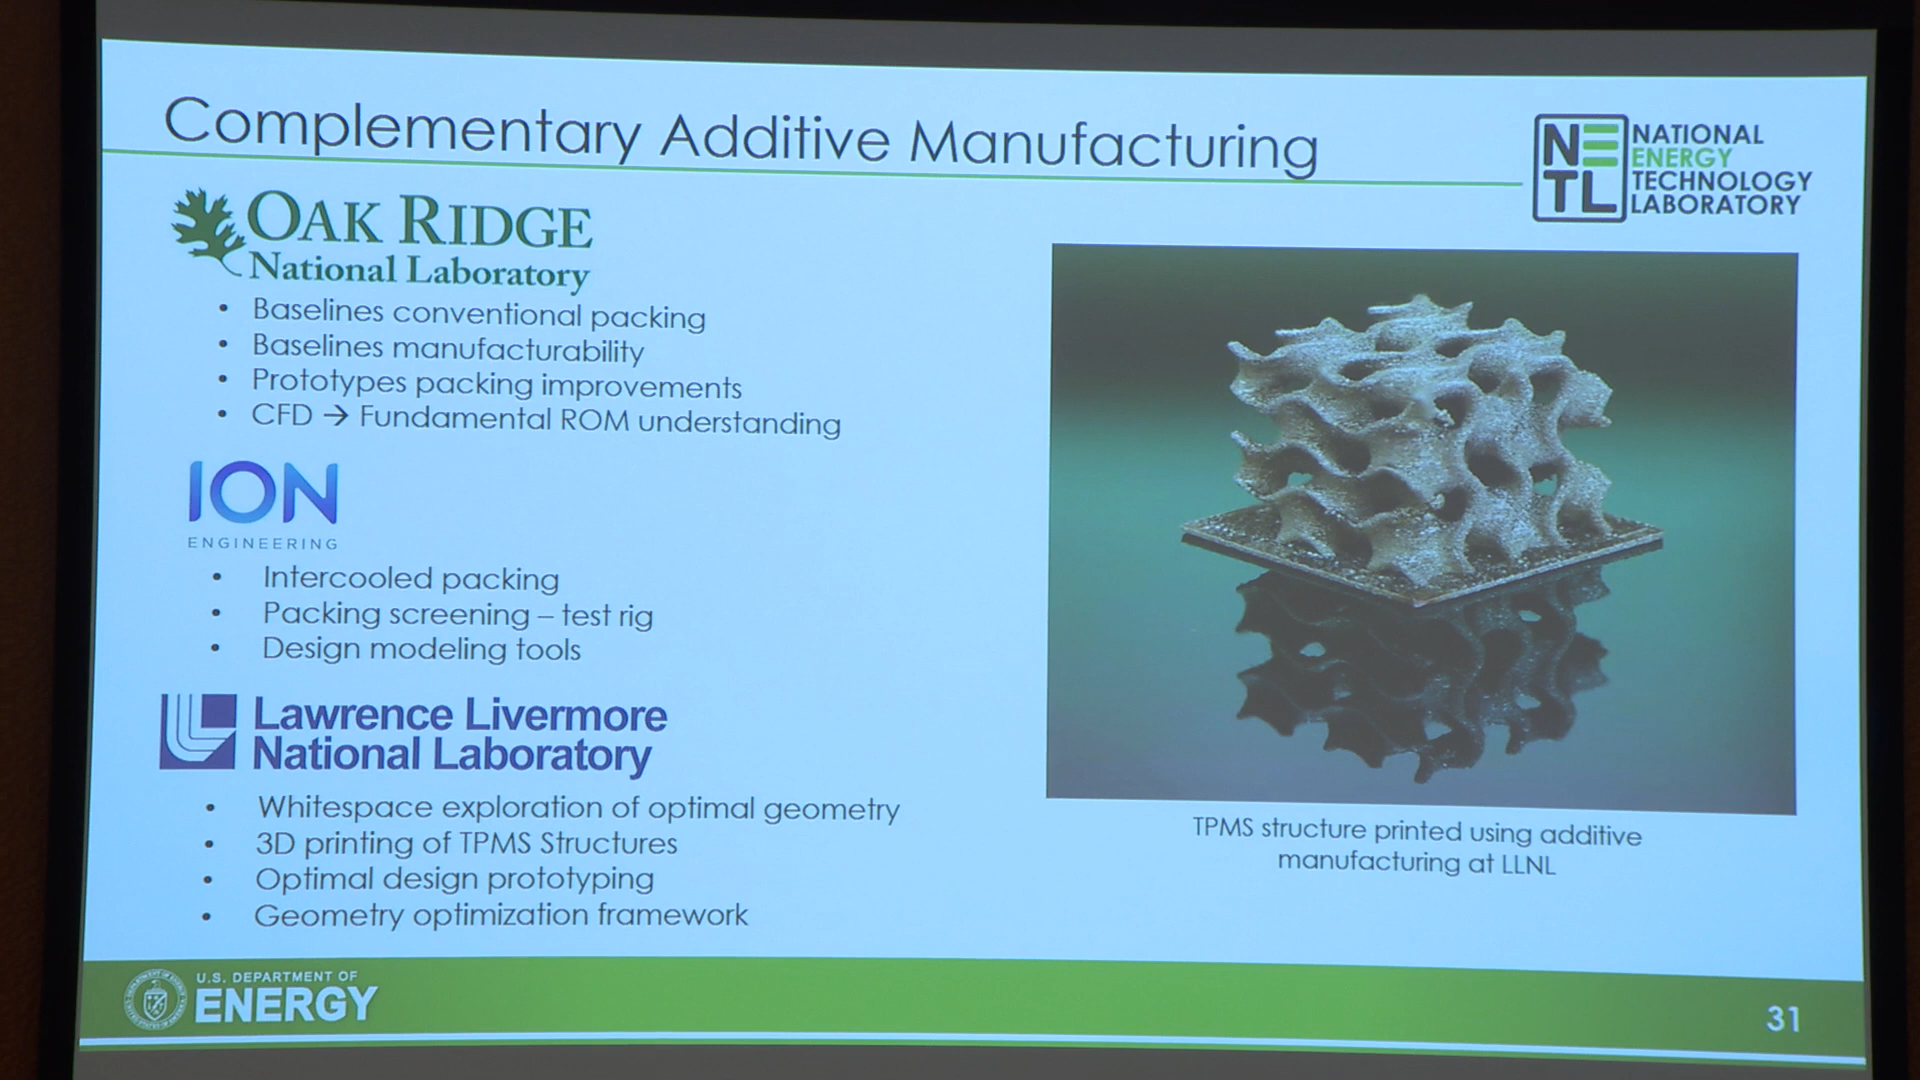 Complementary Additive Manufacturing
NETL
NATIONAL
ENERGY
TECHNOLOGY
LABORATORY
OAK RIDGE
National Laboratory
• Baselines conventional packing
• Baselines manufacturability
• Prototypes packing improvements
• CFD → Fundamental ROM understanding
ION
ENGINEERING
• Intercooled packing
• Packing screening – test rig
• Design modeling tools
Lawrence Livermore
National Laboratory
• Whitespace exploration of optimal geometry
• 3D printing of TPMS Structures
• Optimal design prototyping
• Geometry optimization framework
TPMS structure printed using additive
manufacturing at LLNL
U.S. DEPARTMENT OF
ENERGY
31